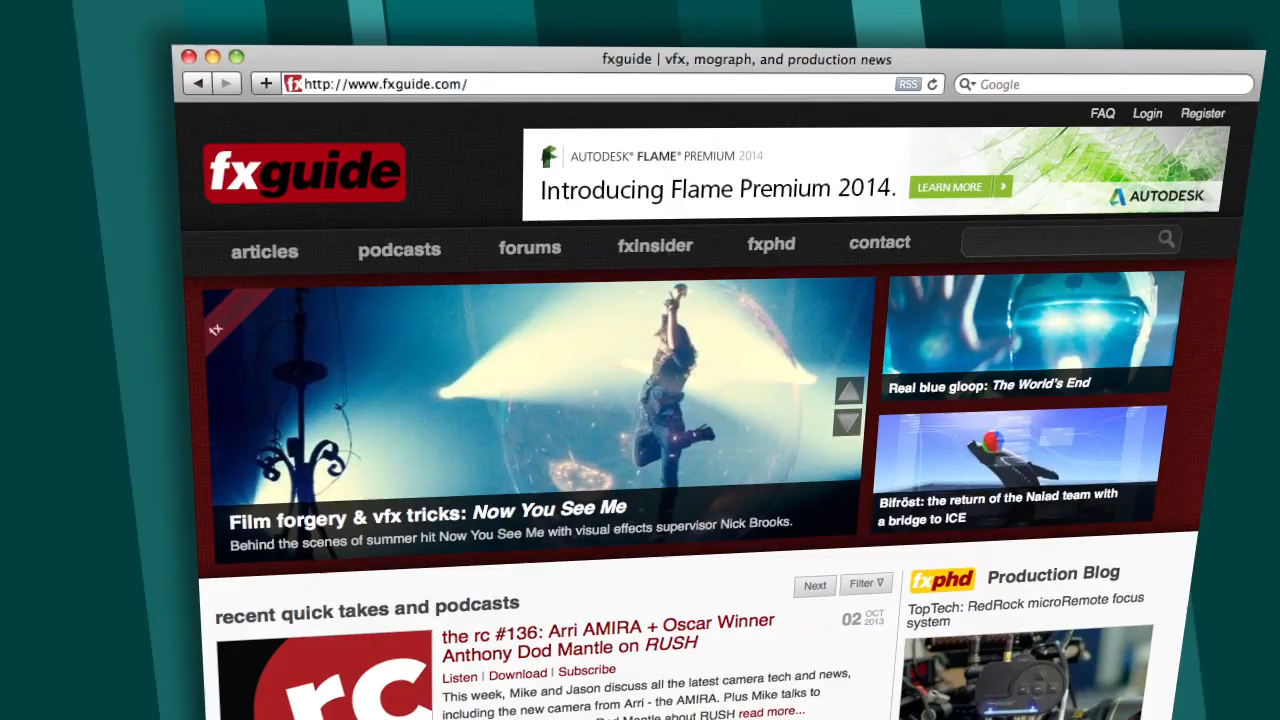 fxguide | vfx, mograph, and production news
http://www.fxguide.com/
RSS
Google
FAQ Login Register
fxguide
AUTODESK® FLAME® PREMIUM 2014
Introducing Flame Premium 2014.
LEARN MORE
AUTODESK
articles podcasts forums fxinsider fxphd contact
fx
Film forgery & vfx tricks: Now You See Me
Behind the scenes of summer hit Now You See Me with visual effects supervisor Nick Brooks.
Real blue gloop: The World's End
Bifröst: the return of the Naiad team with
a bridge to ICE
recent quick takes and podcasts
Next
Filter
rc
the rc #136: Arri AMIRA + Oscar Winner
Anthony Dod Mantle on RUSH
02 OCT 2013
Listen | Download | Subscribe
This week, Mike and Jason discuss all the latest camera tech and news,
including the new camera from Arri - the AMIRA. Plus Mike talks to
Dod Mantle about RUSH read more...
fxphd Production Blog
TopTech: RedRock microRemote focus
system